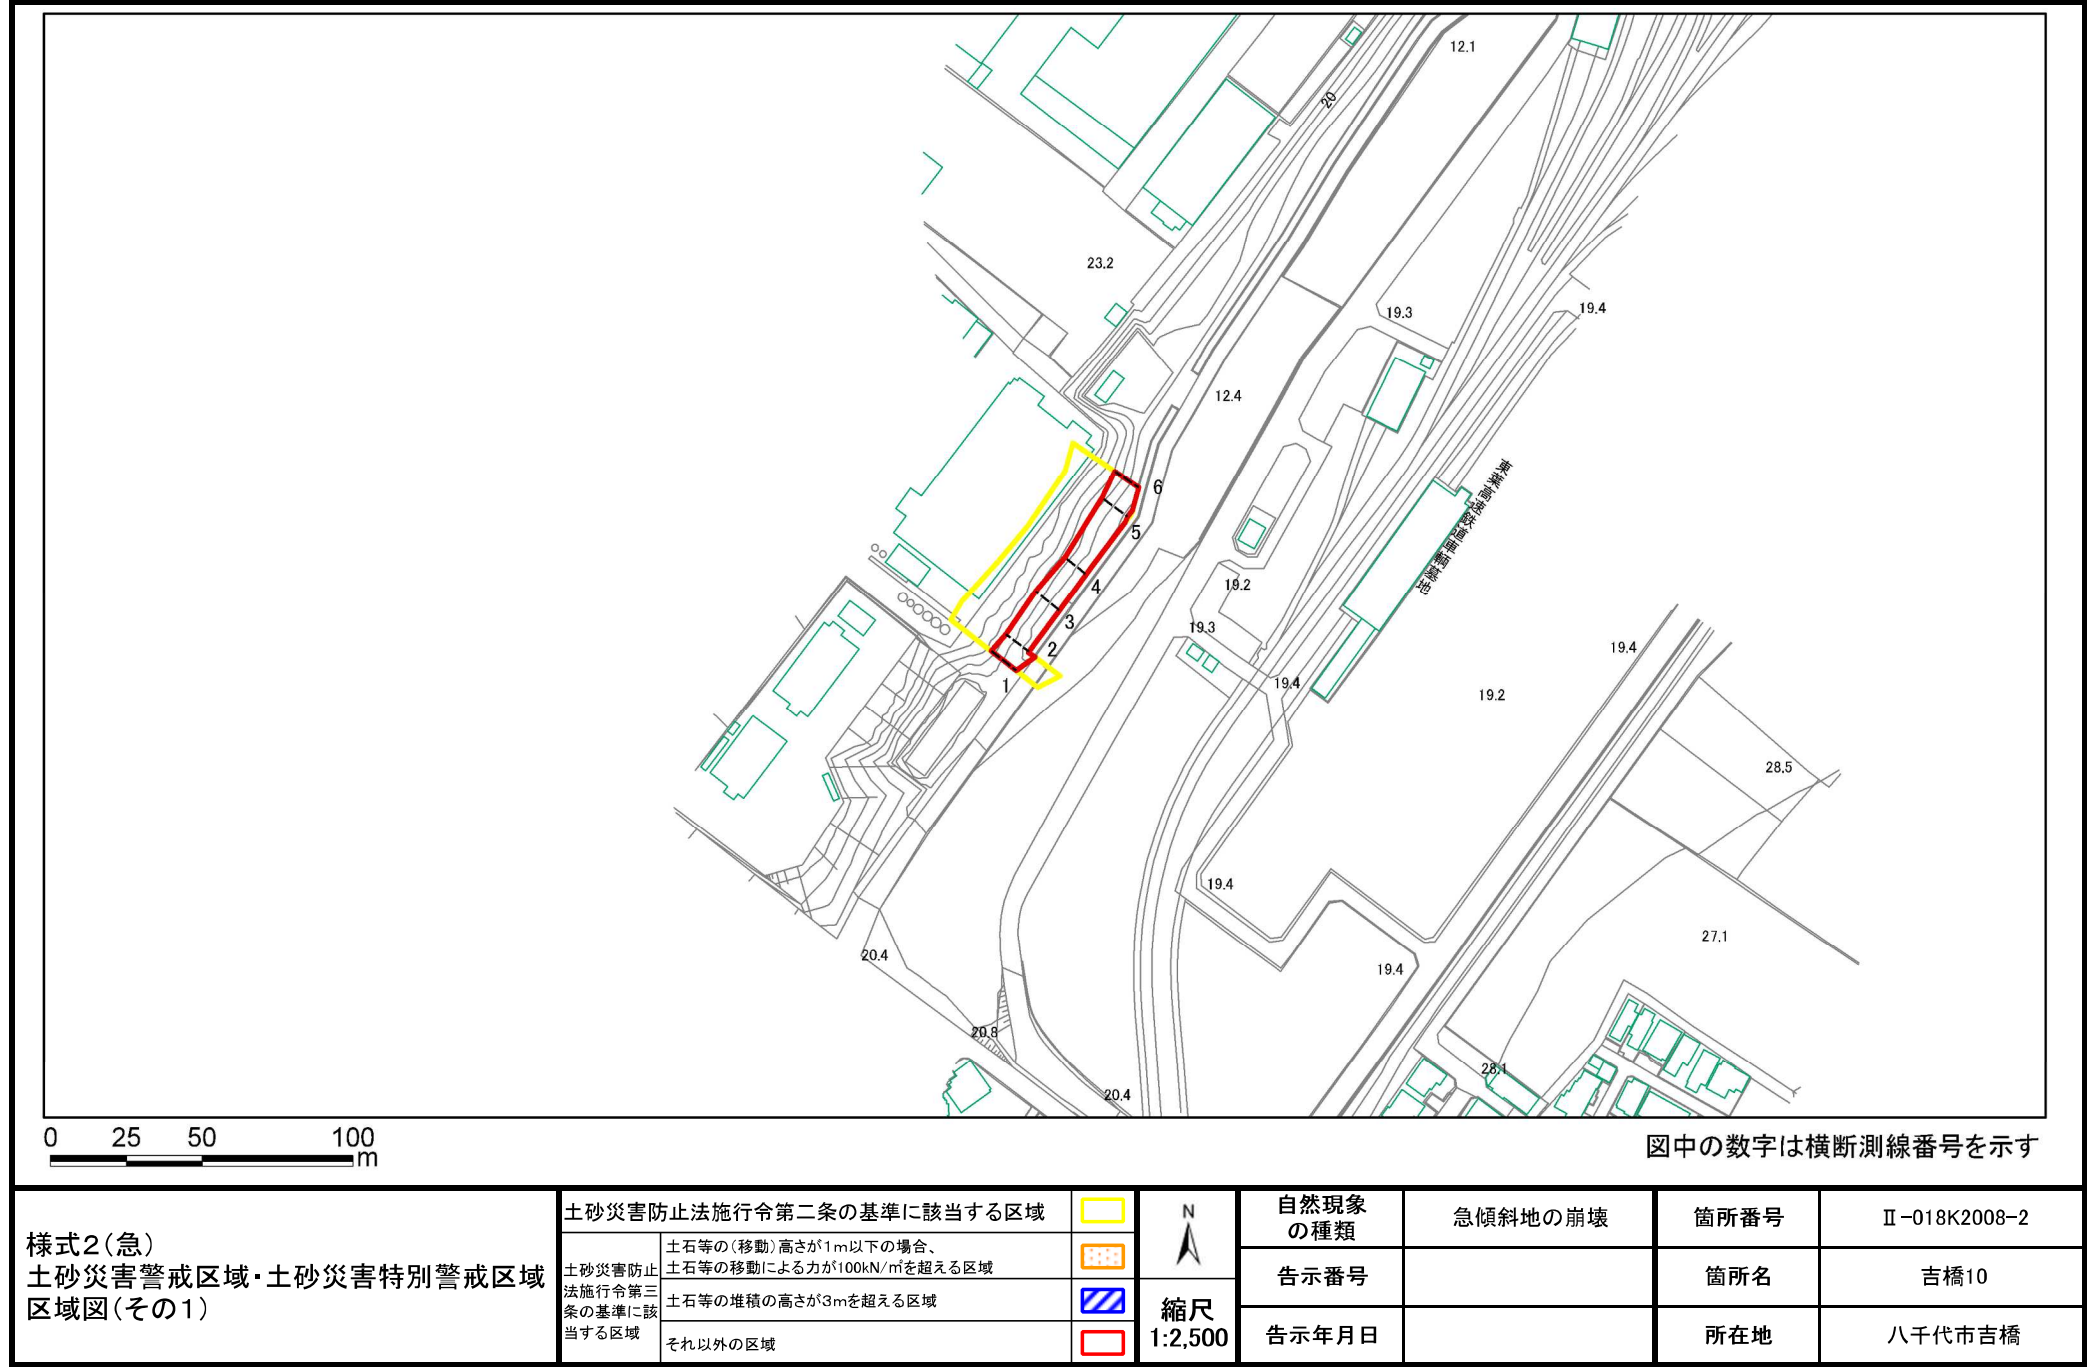 12.1
20
23.2
19.3
19.4
12.4
6
5
東葉高速鉄道車輌基地
4
19.2
3
19.3
2
19.4
19.4
1
19.2
28.5
19.4
27.1
20.4
19.4
20.8
28.1
20.4
0 25 50 100
m
図中の数字は横断測線番号を示す
様式2(急)
土砂災害警戒区域・土砂災害特別警戒区域
区域図(その1)
土砂災害防止法施行令第二条の基準に該当する区域
土砂災害防止
法施行令第三
条の基準に該
当する区域
土石等の(移動)高さが1m以下の場合、
土石等の移動による力が100kN/㎡を超える区域
土石等の堆積の高さが3mを超える区域
それ以外の区域
N
縮尺
1:2,500
自然現象
の種類
急傾斜地の崩壊
箇所番号
Ⅱ-018K2008-2
告示番号
箇所名
吉橋10
告示年月日
所在地
八千代市吉橋